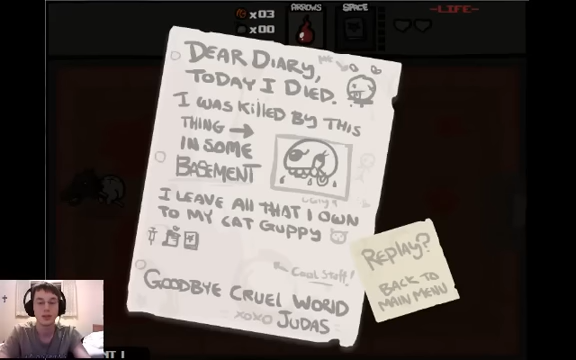 x03
x00
ARROWS
SPACE
-LIFE-
DEAR DIARY,
TODAY I DIED.
I WAS KILLED BY THIS
THING
IN SOME
BASEMENT
I LEAVE ALL THAT I OWN
TO MY CAT GUPPY
Cool Stuff!
GOODBYE CRUEL WORLD
XOXO JUDAS
Replay?
BACK TO
MAIN MENU